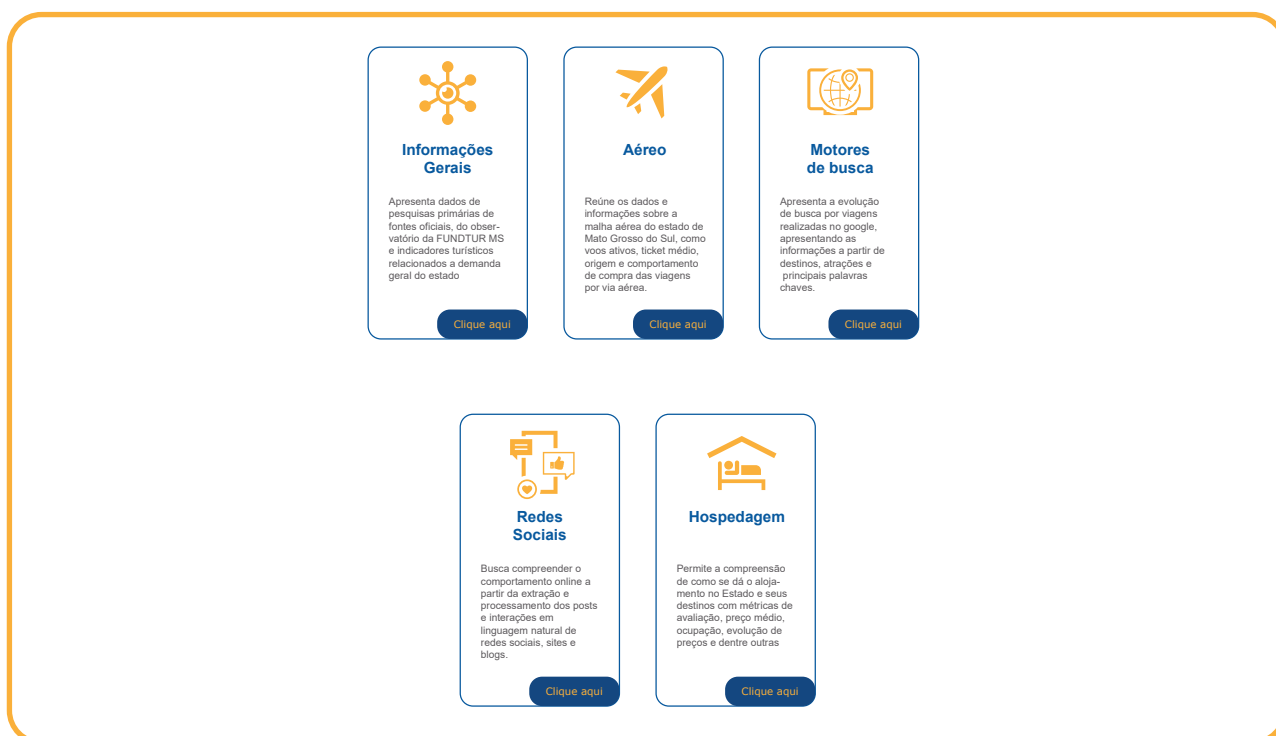 Informações
Gerais
Apresenta dados de
pesquisas primárias de
fontes oficiais, do obser-
vatório da FUNDTUR MS
e indicadores turísticos
relacionados a demanda
geral do estado
Clique aqui
Aéreo
Reúne os dados e
informações sobre a
malha aérea do estado de
Mato Grosso do Sul, como
voos ativos, ticket médio,
origem e comportamento
de compra das viagens
por via aérea.
Clique aqui
Motores
de busca
Apresenta a evolução
de busca por viagens
realizadas no google,
apresentando as
informações a partir de
destinos, atrações e
principais palavras
chaves.
Clique aqui
Redes
Sociais
Busca compreender o
comportamento online a
partir da extração e
processamento dos posts
e interações em
linguagem natural de
redes sociais, sites e
blogs.
Clique aqui
Hospedagem
Permite a compreensão
de como se dá o aloja-
mento no Estado e seus
destinos com métricas de
avaliação, preço médio,
ocupação, evolução de
preços e dentre outras
Clique aqui